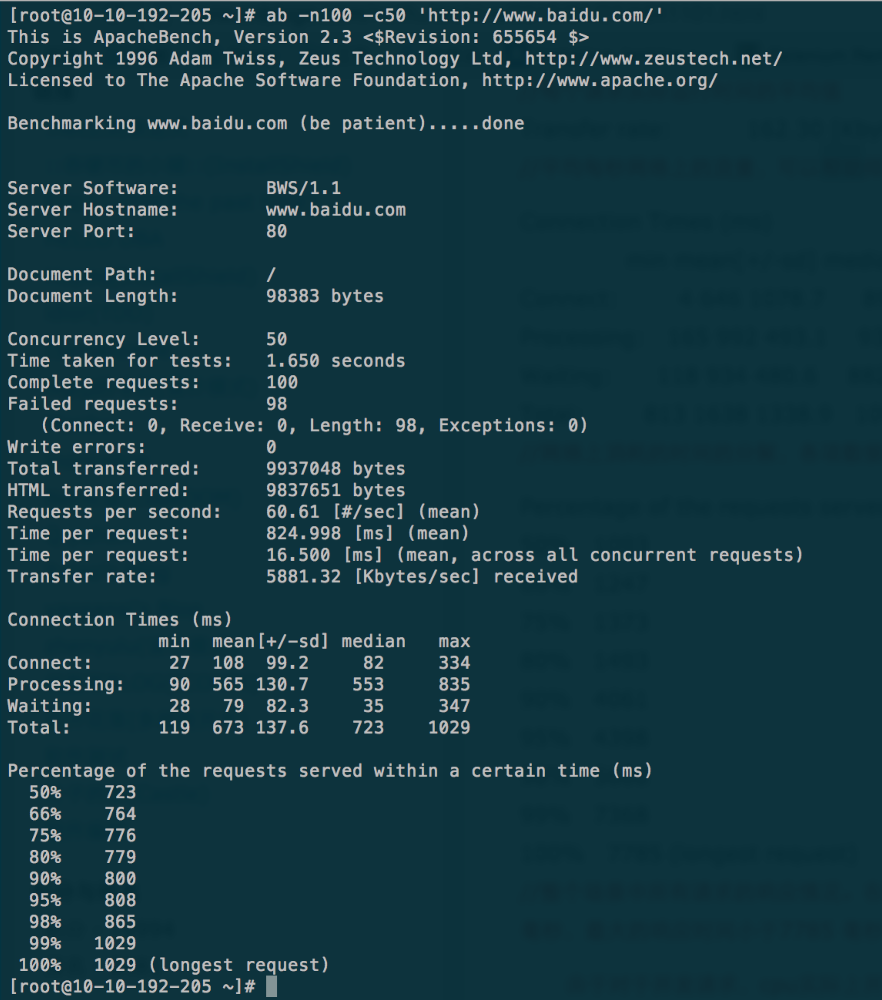 [root@10-10-192-205 ~]# ab -n100 -c50 'http://www.baidu.com/'
This is ApacheBench, Version 2.3 <$Revision: 655654 $>
Copyright 1996 Adam Twiss, Zeus Technology Ltd, http://www.zeustech.net/
Licensed to The Apache Software Foundation, http://www.apache.org/

Benchmarking www.baidu.com (be patient).....done


Server Software:        BWS/1.1
Server Hostname:        www.baidu.com
Server Port:            80

Document Path:          /
Document Length:        98383 bytes

Concurrency Level:      50
Time taken for tests:   1.650 seconds
Complete requests:      100
Failed requests:        98
   (Connect: 0, Receive: 0, Length: 98, Exceptions: 0)
Write errors:           0
Total transferred:      9937048 bytes
HTML transferred:       9837651 bytes
Requests per second:    60.61 [#/sec] (mean)
Time per request:       824.998 [ms] (mean)
Time per request:       16.500 [ms] (mean, across all concurrent requests)
Transfer rate:          5881.32 [Kbytes/sec] received

Connection Times (ms)
              min  mean[+/-sd] median   max
Connect:       27  108  99.2     82     334
Processing:    90  565 130.7    553     835
Waiting:       28   79  82.3     35     347
Total:        119  673 137.6    723    1029

Percentage of the requests served within a certain time (ms)
  50%    723
  66%    764
  75%    776
  80%    779
  90%    800
  95%    808
  98%    865
  99%   1029
 100%   1029 (longest request)
[root@10-10-192-205 ~]#